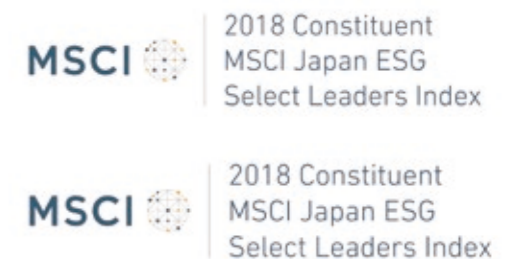 2018 Constituent
MSCI MSCI Japan ESG
Select Leaders Index
2018 Constituent
MSCI MSCI Japan ESG
Select Leaders Index